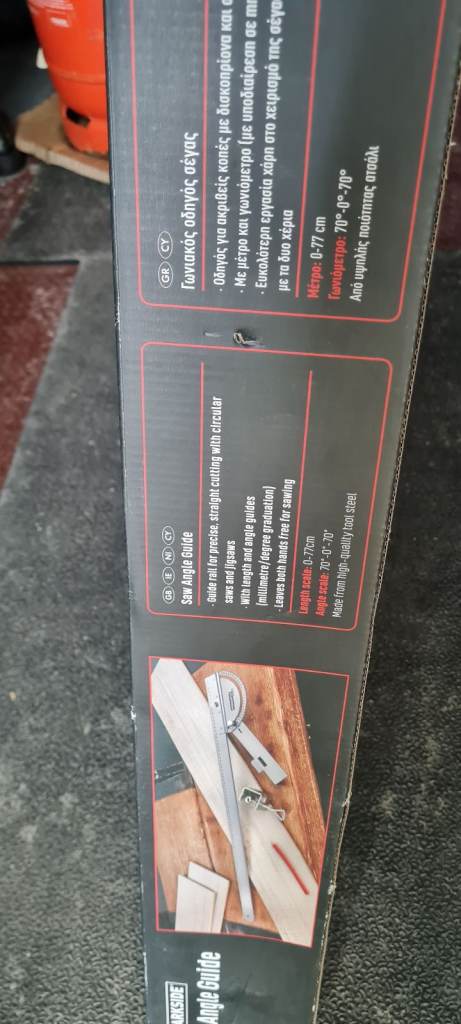 ARKSIDE
Angle Guide
GB IE NI CY
Saw Angle Guide
· Guide rail for precise, straight cutting with circular
saws and jigsaws
· With length and angle guides
(millimetre/degree graduation)
· Leaves both hands free for sawing
Length scale: 0-77cm
Angle scale: 70°-0°-70°
Made from high-quality tool steel
GR CY
Γωνιακός οδηγός σέγας
· Οδηγός για ακριβείς κοπές με δισκοπρίονα και σ
· Με μέτρο και γωνιόμετρο (με υποδιαίρεση σε m
· Ευκολότερη εργασία χάρη στο χειρισμό της σέγα
με τα δυο χέρια
Μέτρο: 0-77 cm
Γωνιόμετρο: 70°-0°-70°
Από υψηλής ποιότητας ατσάλι